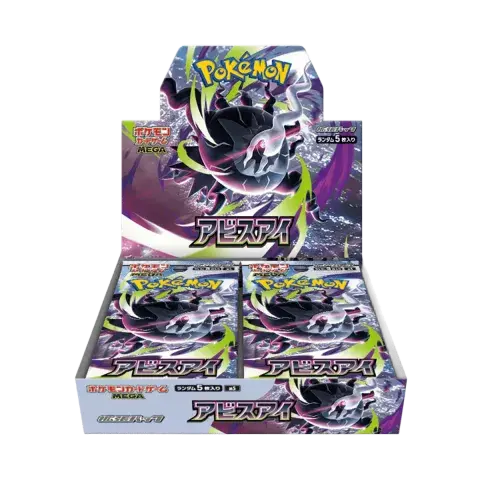 POKÉMON
ポケモン
カードゲーム
MEGA
拡張パック
ランダム5枚入り
アビスアイ
POKÉMON
アビスアイ
POKÉMON
アビスアイ
ポケモンカードゲーム
MEGA
ランダム5枚入り
拡張パック
アビスアイ